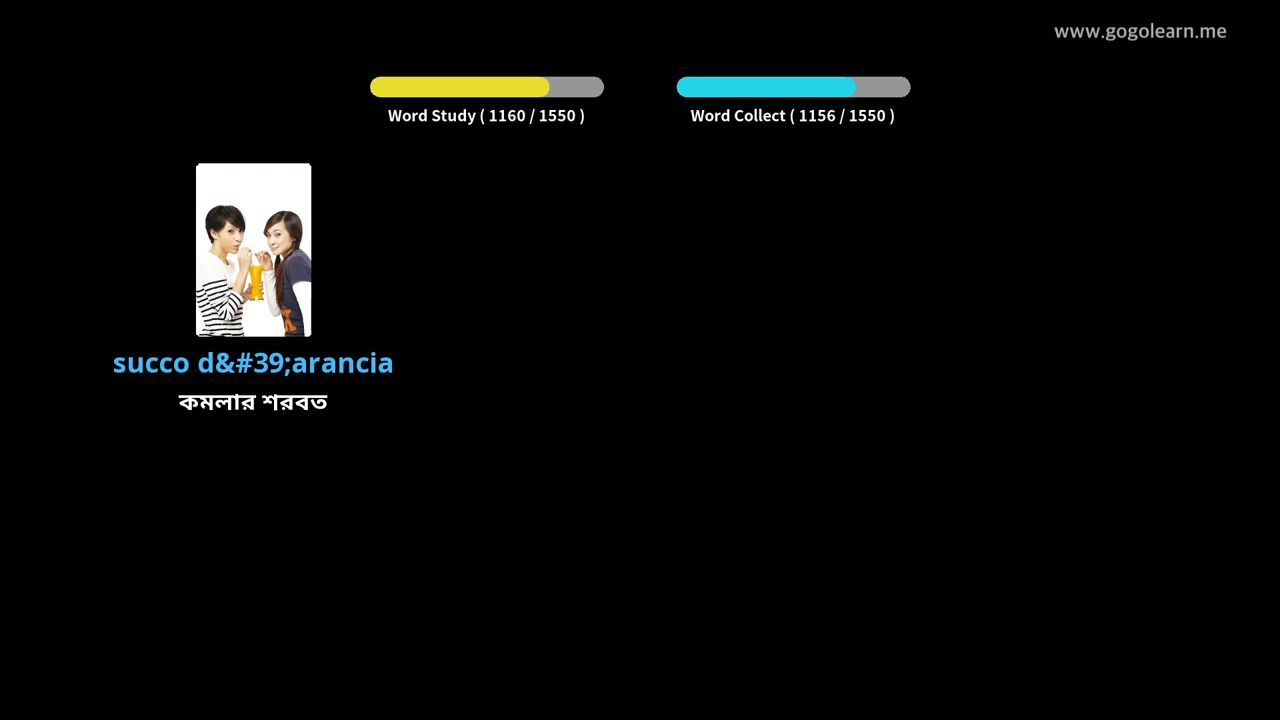 www.gogolearn.me
Word Study ( 1160 / 1550 )
Word Collect ( 1156 / 1550 )
succo d&#39;arancia
কমলার শরবত